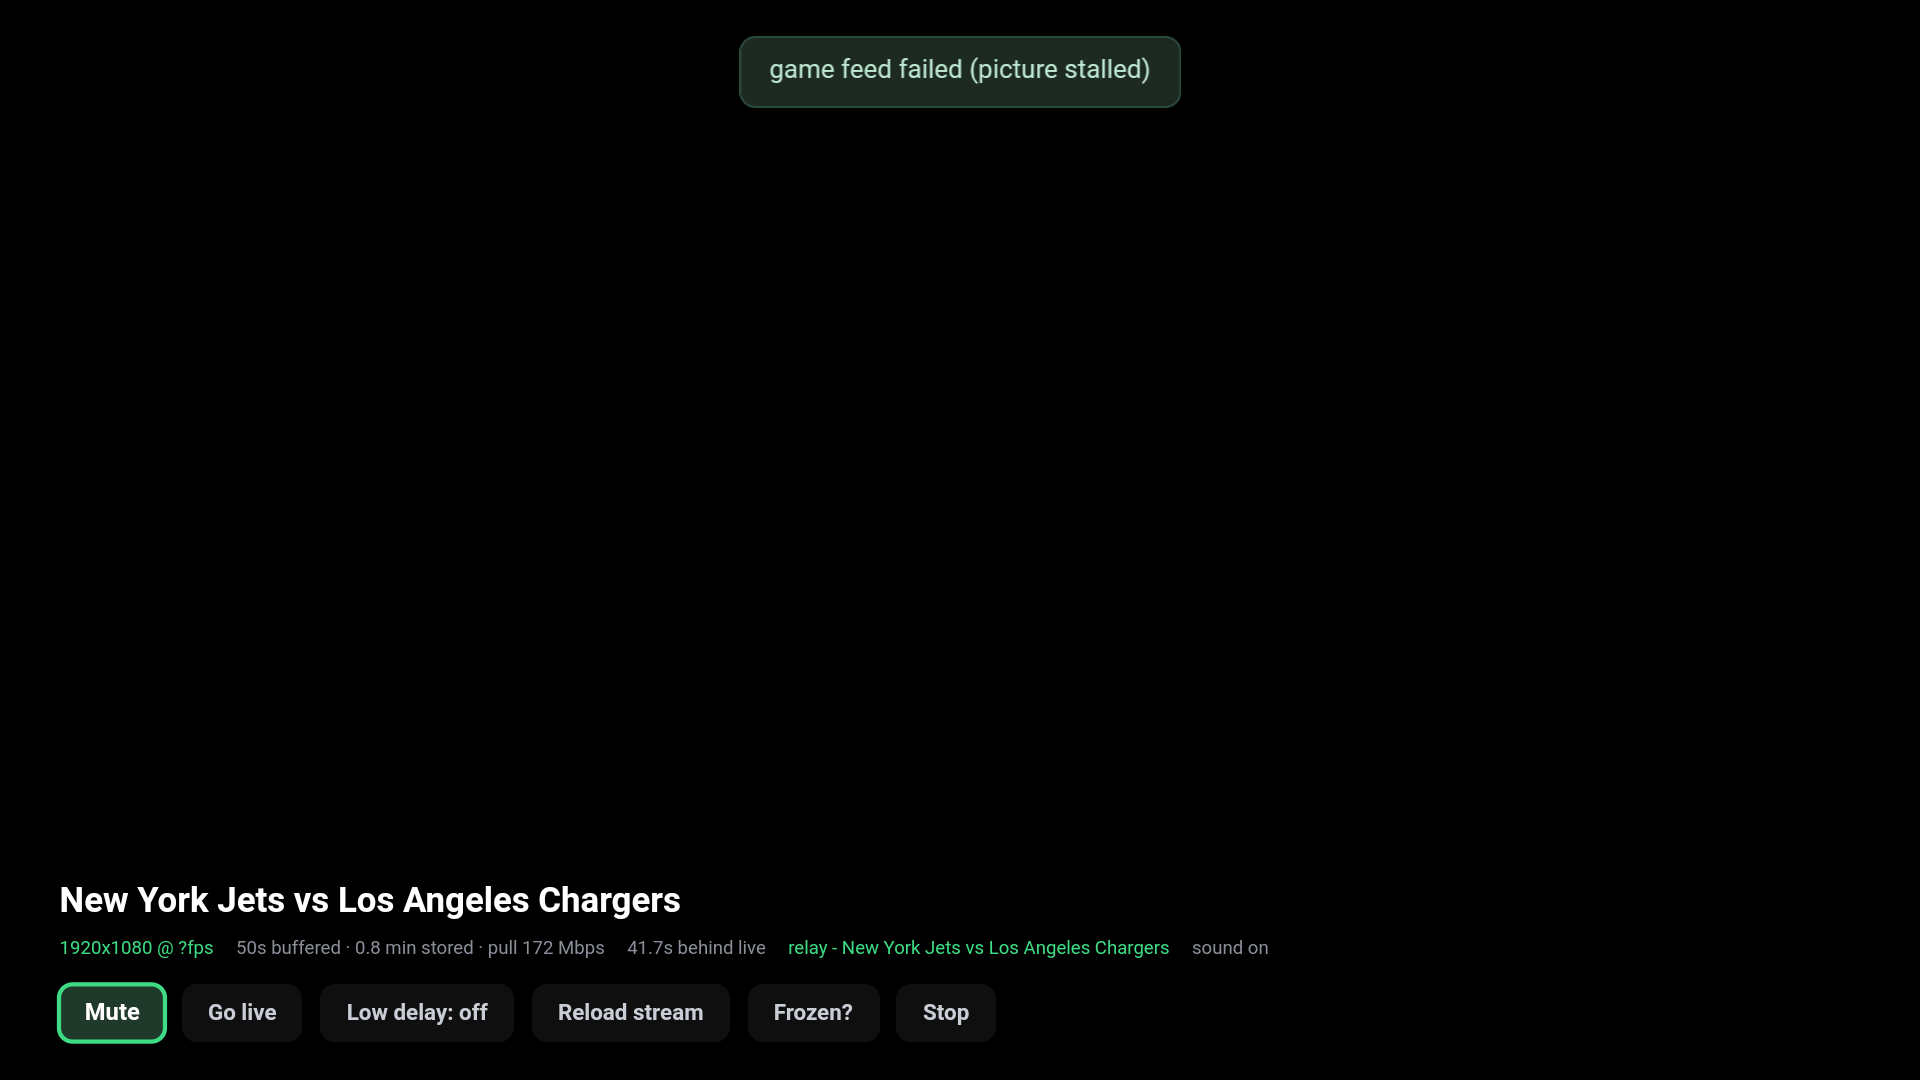 game feed failed (picture stalled)
New York Jets vs Los Angeles Chargers
1920x1080 @ ?fps 50s buffered · 0.8 min stored · pull 172 Mbps 41.7s behind live relay - New York Jets vs Los Angeles Chargers sound on
Mute Go live Low delay: off Reload stream Frozen? Stop